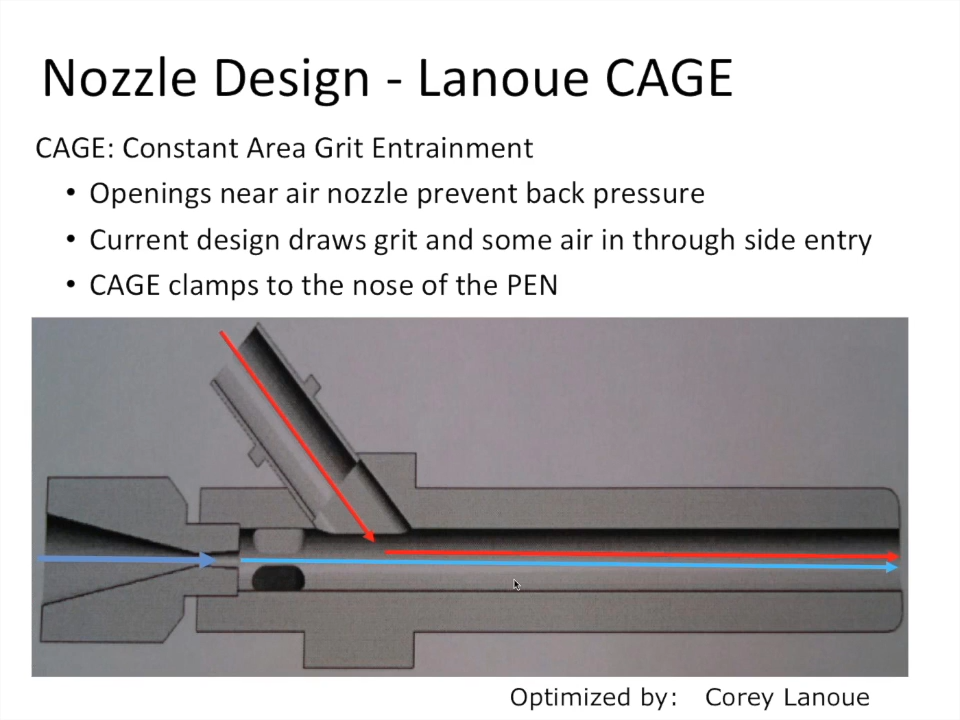 Nozzle Design - Lanoue CAGE
CAGE: Constant Area Grit Entrainment
• Openings near air nozzle prevent back pressure
• Current design draws grit and some air in through side entry
• CAGE clamps to the nose of the PEN
Optimized by: Corey Lanoue